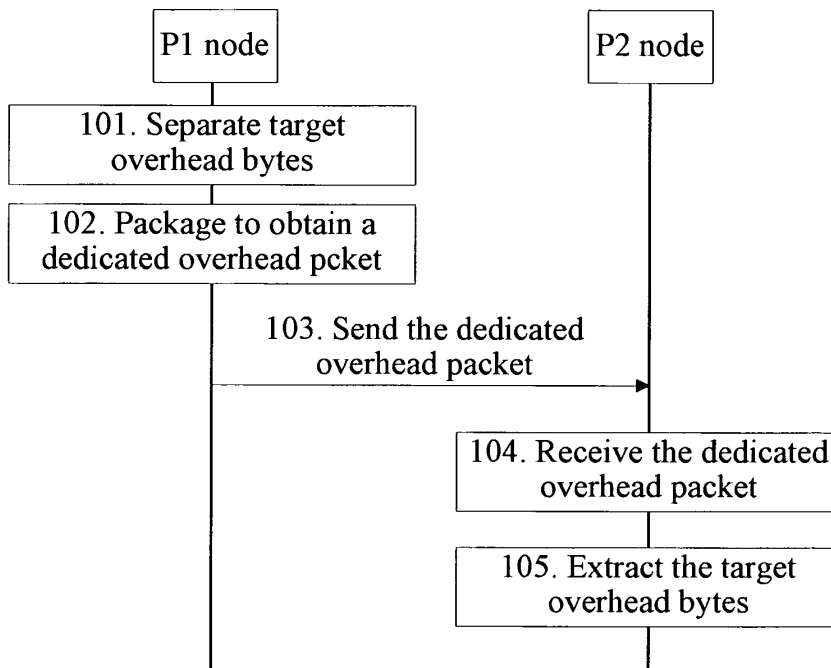 P1 node
P2 node
101. Separate target
overhead bytes
102. Package to obtain a
dedicated overhead pcket
103. Send the dedicated
overhead packet
104. Receive the dedicated
overhead packet
105. Extract the target
overhead bytes